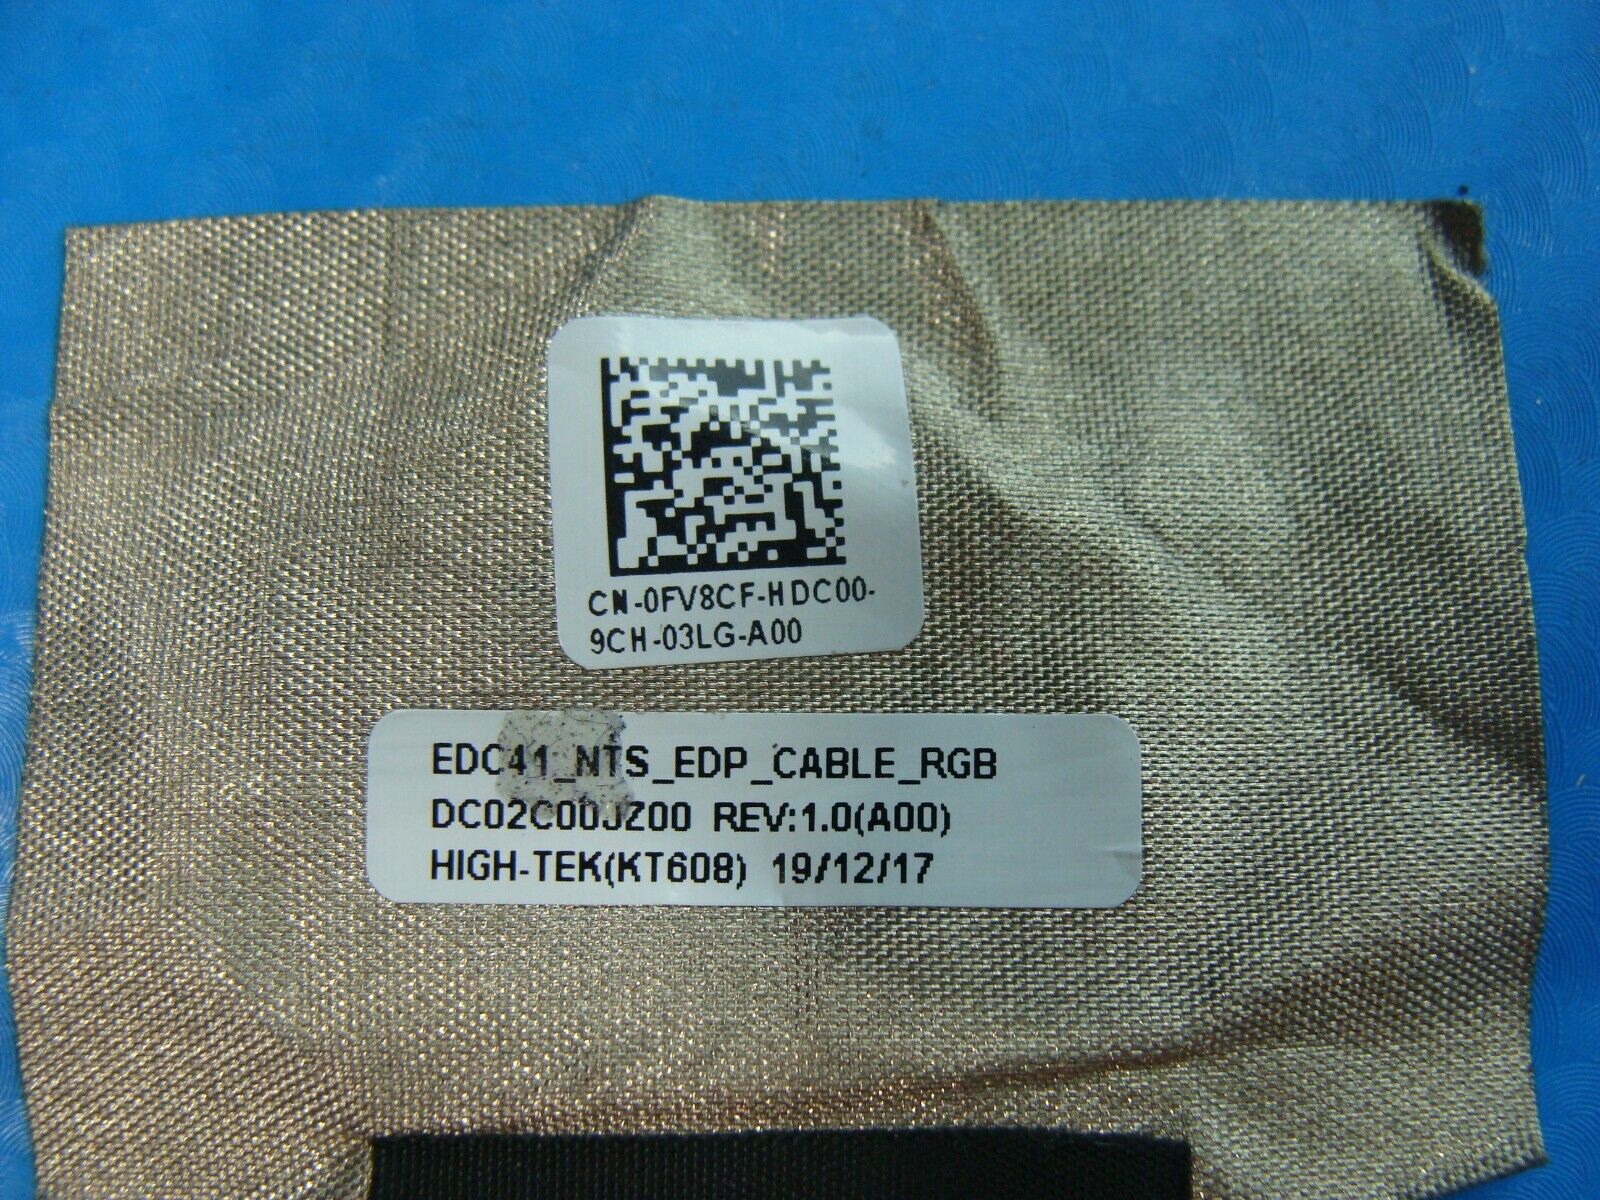 CN-0FV8CF-HDC00-
9CH-03LG-A00
EDC41_NTS_EDP_CABLE_RGB
DC02C00JZ00 REV:1.0(A00)
HIGH-TEK(KT608) 19/12/17